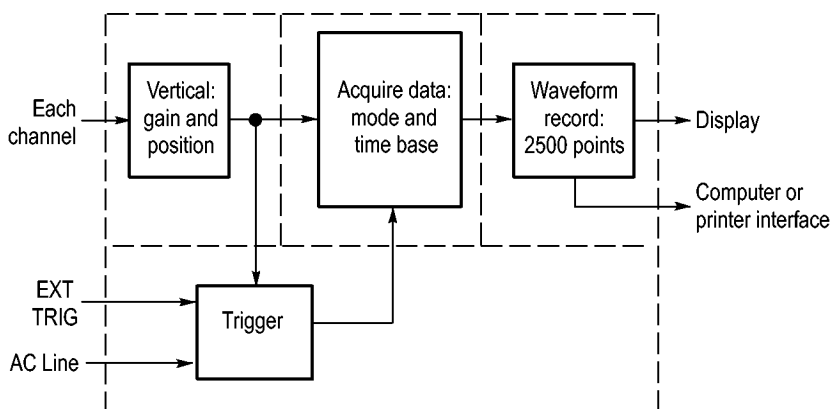 Each
channel
Vertical:
gain and
position
Acquire data:
mode and
time base
Waveform
record:
2500 points
Display
Computer or
printer interface
EXT
TRIG
Trigger
AC Line